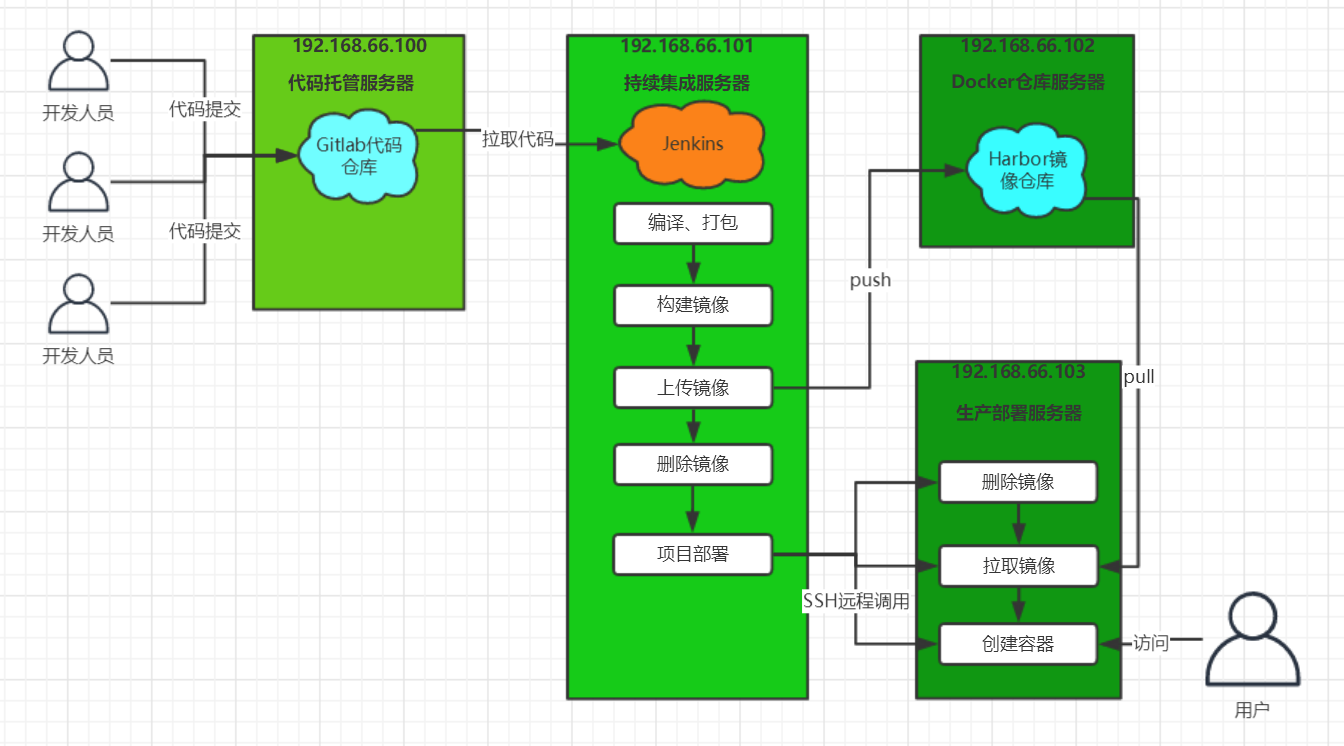 开发人员
代码提交
开发人员
代码提交
开发人员
192.168.66.100
代码托管服务器
Gitlab代码
仓库
拉取代码
192.168.66.101
持续集成服务器
Jenkins
编译、打包
构建镜像
上传镜像
删除镜像
项目部署
push
SSH远程调用
192.168.66.102
Docker仓库服务器
Harbor镜
像仓库
pull
192.168.66.103
生产部署服务器
删除镜像
拉取镜像
创建容器
访问
用户